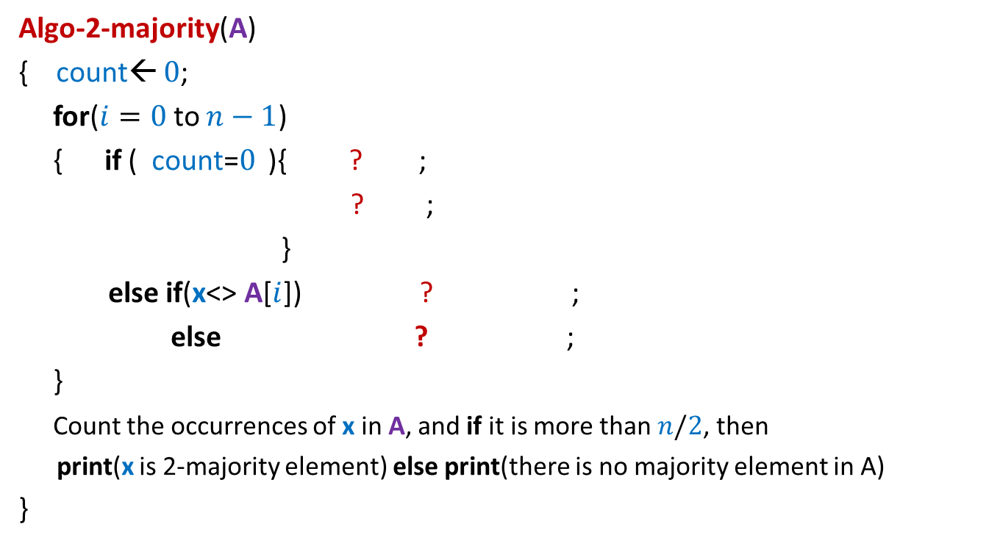 Algo-2-majority(A)
{ count← 0;
for(i = 0 to n − 1)
{ if ( count=0 ){ ? ;
? ;
}
else if(x<> A[i]) ? ;
else ? ;
}
Count the occurrences of x in A, and if it is more than n/2, then
print(x is 2-majority element) else print(there is no majority element in A)
}